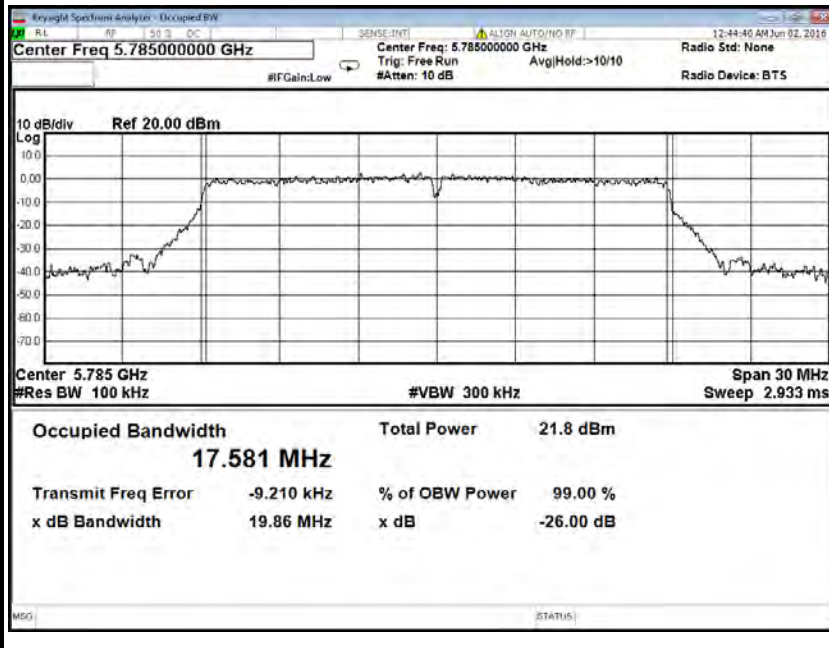 Keysight Spectrum Analyzer - Occupied BW
RL RF 50 Ω DC SENSE:INT ALIGN AUTO/NO RF 12:44:40 AM Jun 02, 2016
Center Freq 5.785000000 GHz Center Freq: 5.785000000 GHz Radio Std: None
Trig: Free Run Avg|Hold:>10/10
#IFGain:Low #Atten: 10 dB Radio Device: BTS
10 dB/div Ref 20.00 dBm
Log
10.0
0.00
-10.0
-20.0
-30.0
-40.0
-50.0
-60.0
-70.0
Center 5.785 GHz Span 30 MHz
#Res BW 100 kHz #VBW 300 kHz Sweep 2.933 ms
Occupied Bandwidth Total Power 21.8 dBm
17.581 MHz
Transmit Freq Error -9.210 kHz % of OBW Power 99.00 %
x dB Bandwidth 19.86 MHz x dB -26.00 dB
MSG STATUS